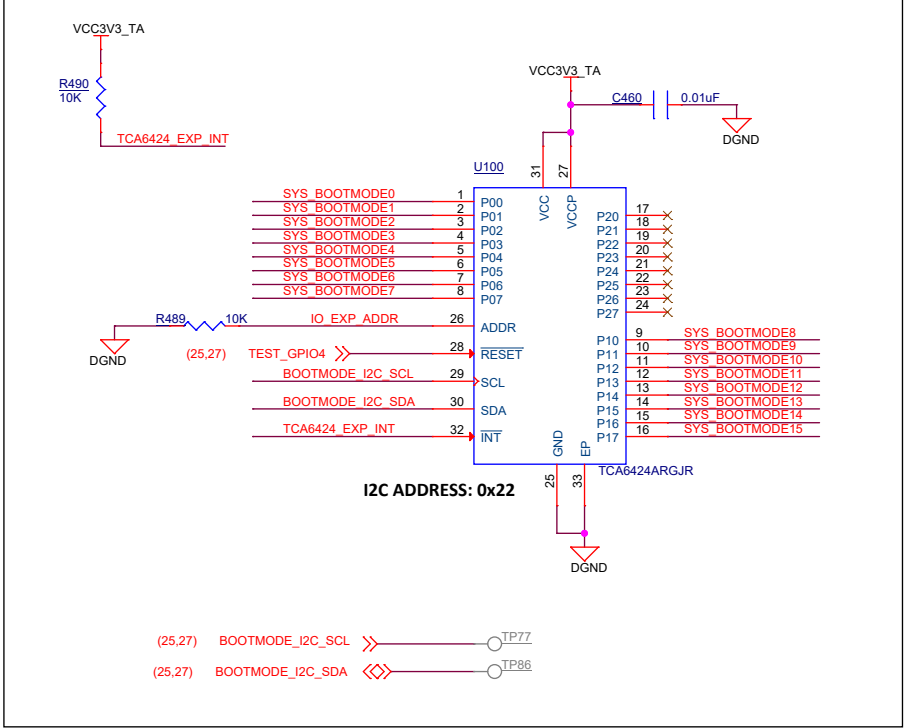 VCC3V3_TA
R490
10K
TCA6424_EXP_INT
VCC3V3_TA
C460 0.01uF
DGND
U100
31 27
VCC VCCP
SYS_BOOTMODE0 1 P00
SYS_BOOTMODE1 2 P01
SYS_BOOTMODE2 3 P02
SYS_BOOTMODE3 4 P03
SYS_BOOTMODE4 5 P04
SYS_BOOTMODE5 6 P05
SYS_BOOTMODE6 7 P06
SYS_BOOTMODE7 8 P07
17 P20
18 P21
19 P22
20 P23
21 P24
22 P25
23 P26
24 P27
DGND R489 10K IO_EXP_ADDR 26 ADDR
(25,27) TEST_GPIO4 28 RESET
BOOTMODE_I2C_SCL 29 SCL
BOOTMODE_I2C_SDA 30 SDA
TCA6424_EXP_INT 32 INT
P10 9 SYS_BOOTMODE8
P11 10 SYS_BOOTMODE9
P12 11 SYS_BOOTMODE10
P13 12 SYS_BOOTMODE11
P14 13 SYS_BOOTMODE12
P15 14 SYS_BOOTMODE13
P16 15 SYS_BOOTMODE14
P17 16 SYS_BOOTMODE15
GND EP
25 33
TCA6424ARGJR
I2C ADDRESS: 0x22
DGND
(25,27) BOOTMODE_I2C_SCL TP77
(25,27) BOOTMODE_I2C_SDA TP86